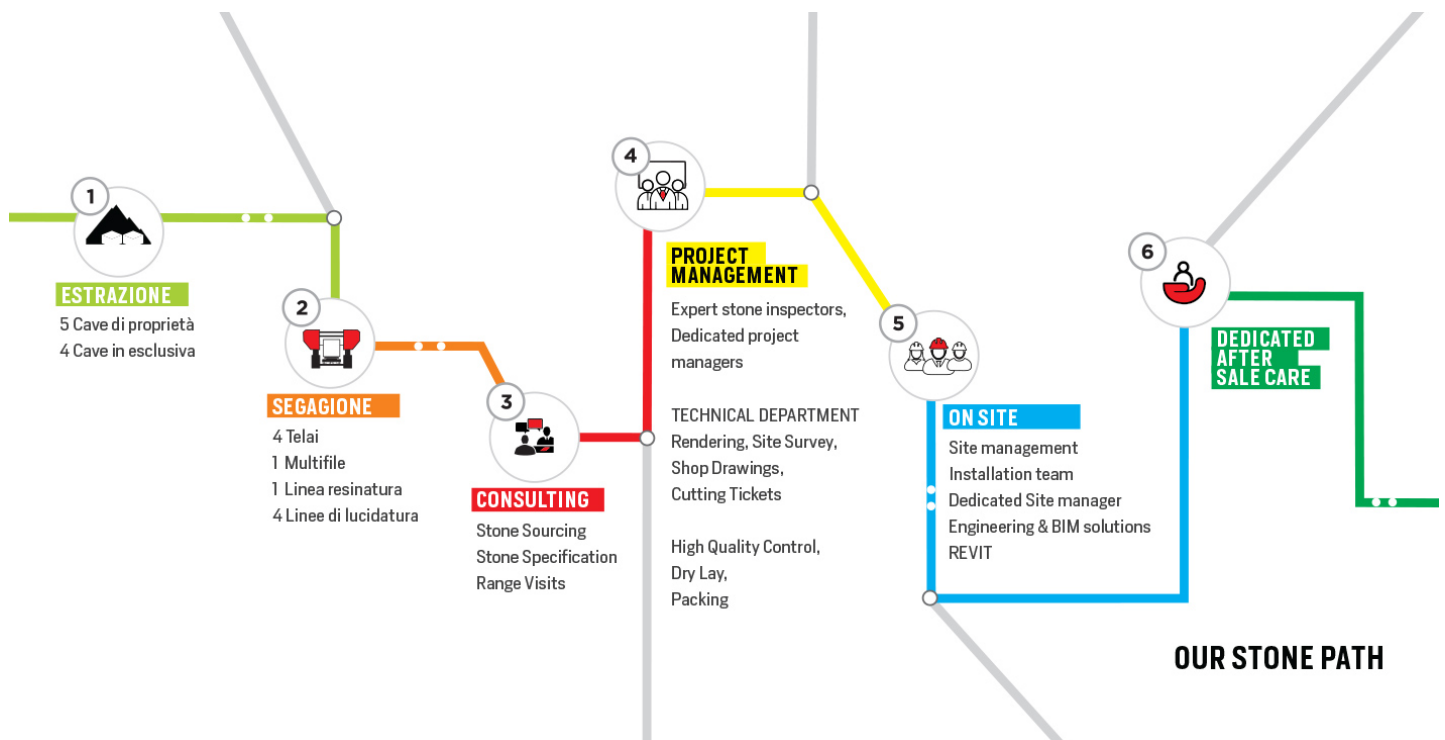 1
ESTRAZIONE
5 Cave di proprietà
4 Cave in esclusiva
2
SEGAGIONE
4 Telai
1 Multifile
1 Linea resinatura
4 Linee di lucidatura
3
CONSULTING
Stone Sourcing
Stone Specification
Range Visits
4
PROJECT
MANAGEMENT
Expert stone inspectors,
Dedicated project
managers
TECHNICAL DEPARTMENT
Rendering, Site Survey,
Shop Drawings,
Cutting Tickets
High Quality Control,
Dry Lay,
Packing
5
ON SITE
Site management
Installation team
Dedicated Site manager
Engineering & BIM solutions
REVIT
6
DEDICATED
AFTER
SALE CARE
OUR STONE PATH